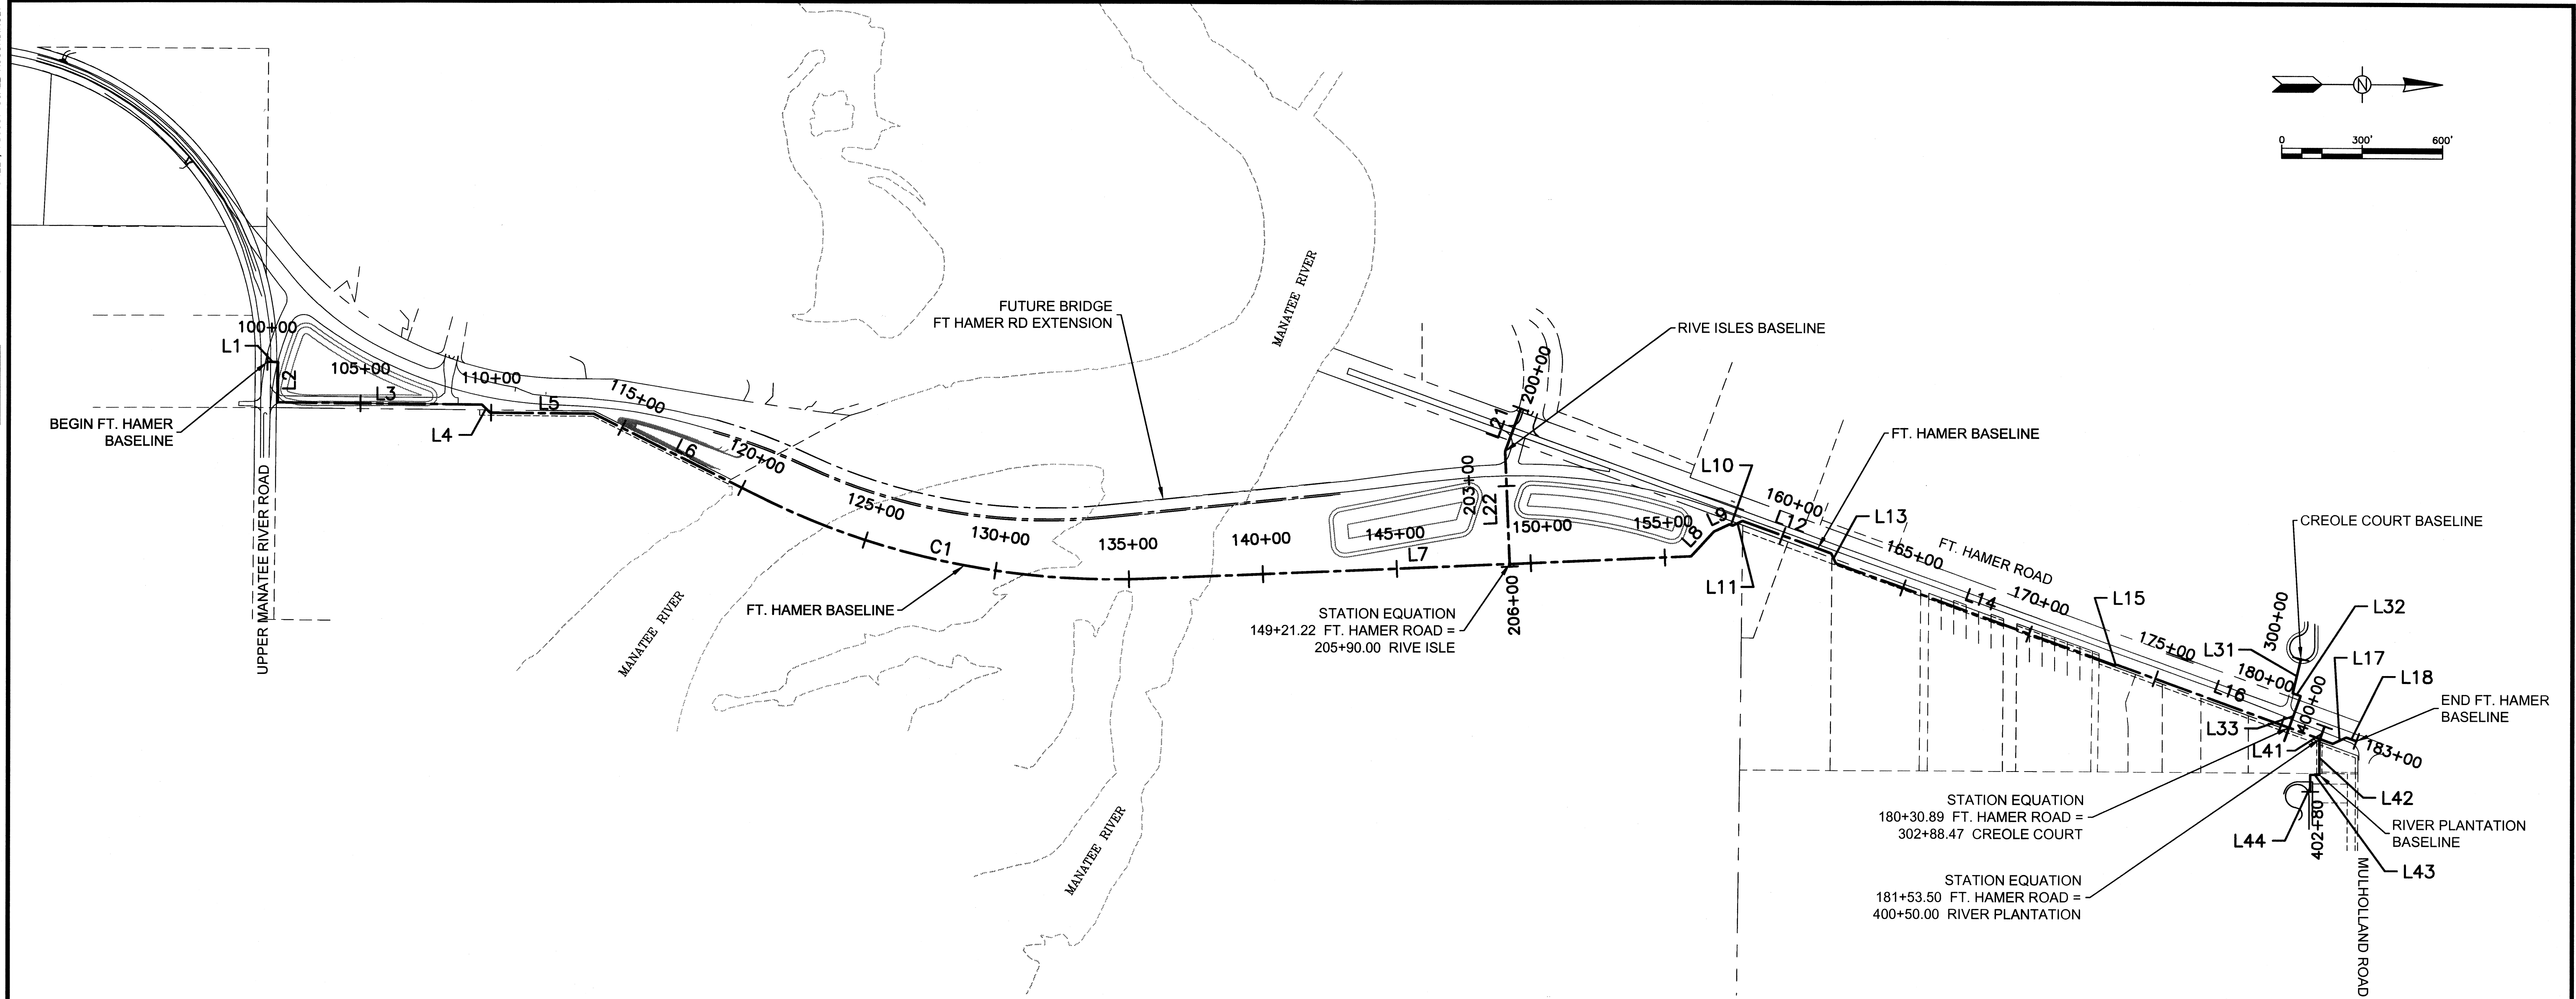 N
0 300' 600'
FUTURE BRIDGE
FT HAMER RD EXTENSION
MANATEE RIVER
RIVE ISLES BASELINE
100+00
L1
L2
105+00
L3
110+00
L4
L5
115+00
BEGIN FT. HAMER
BASELINE
UPPER MANATEE RIVER ROAD
L6
120+00
125+00
C1
130+00
135+00
140+00
145+00
L7
FT. HAMER BASELINE
MANATEE RIVER
MANATEE RIVER
200+00
L21
203+00
L22
206+00
150+00
155+00
L8
L9
L10
L11
160+00
L12
L13
FT. HAMER BASELINE
STATION EQUATION
149+21.22 FT. HAMER ROAD =
205+90.00 RIVE ISLE
165+00
FT. HAMER ROAD
L14
170+00
L15
175+00
L16
180+00
300+00
CREOLE COURT BASELINE
L31
L32
L33
400+00
L17
L18
END FT. HAMER
BASELINE
183+00
L41
L42
RIVER PLANTATION
BASELINE
L43
L44
402+80
MULHOLLAND ROAD
STATION EQUATION
180+30.89 FT. HAMER ROAD =
302+88.47 CREOLE COURT
STATION EQUATION
181+53.50 FT. HAMER ROAD =
400+50.00 RIVER PLANTATION